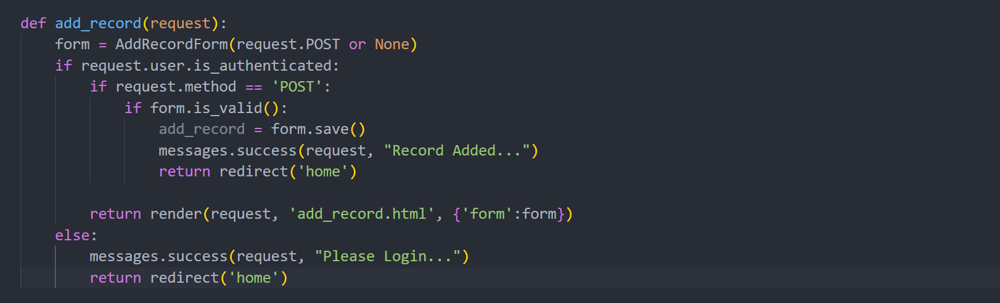 def add_record(request):
    form = AddRecordForm(request.POST or None)
    if request.user.is_authenticated:
        if request.method == 'POST':
            if form.is_valid():
                add_record = form.save()
                messages.success(request, "Record Added...")
                return redirect('home')

        return render(request, 'add_record.html', {'form':form})
    else:
        messages.success(request, "Please Login...")
        return redirect('home')